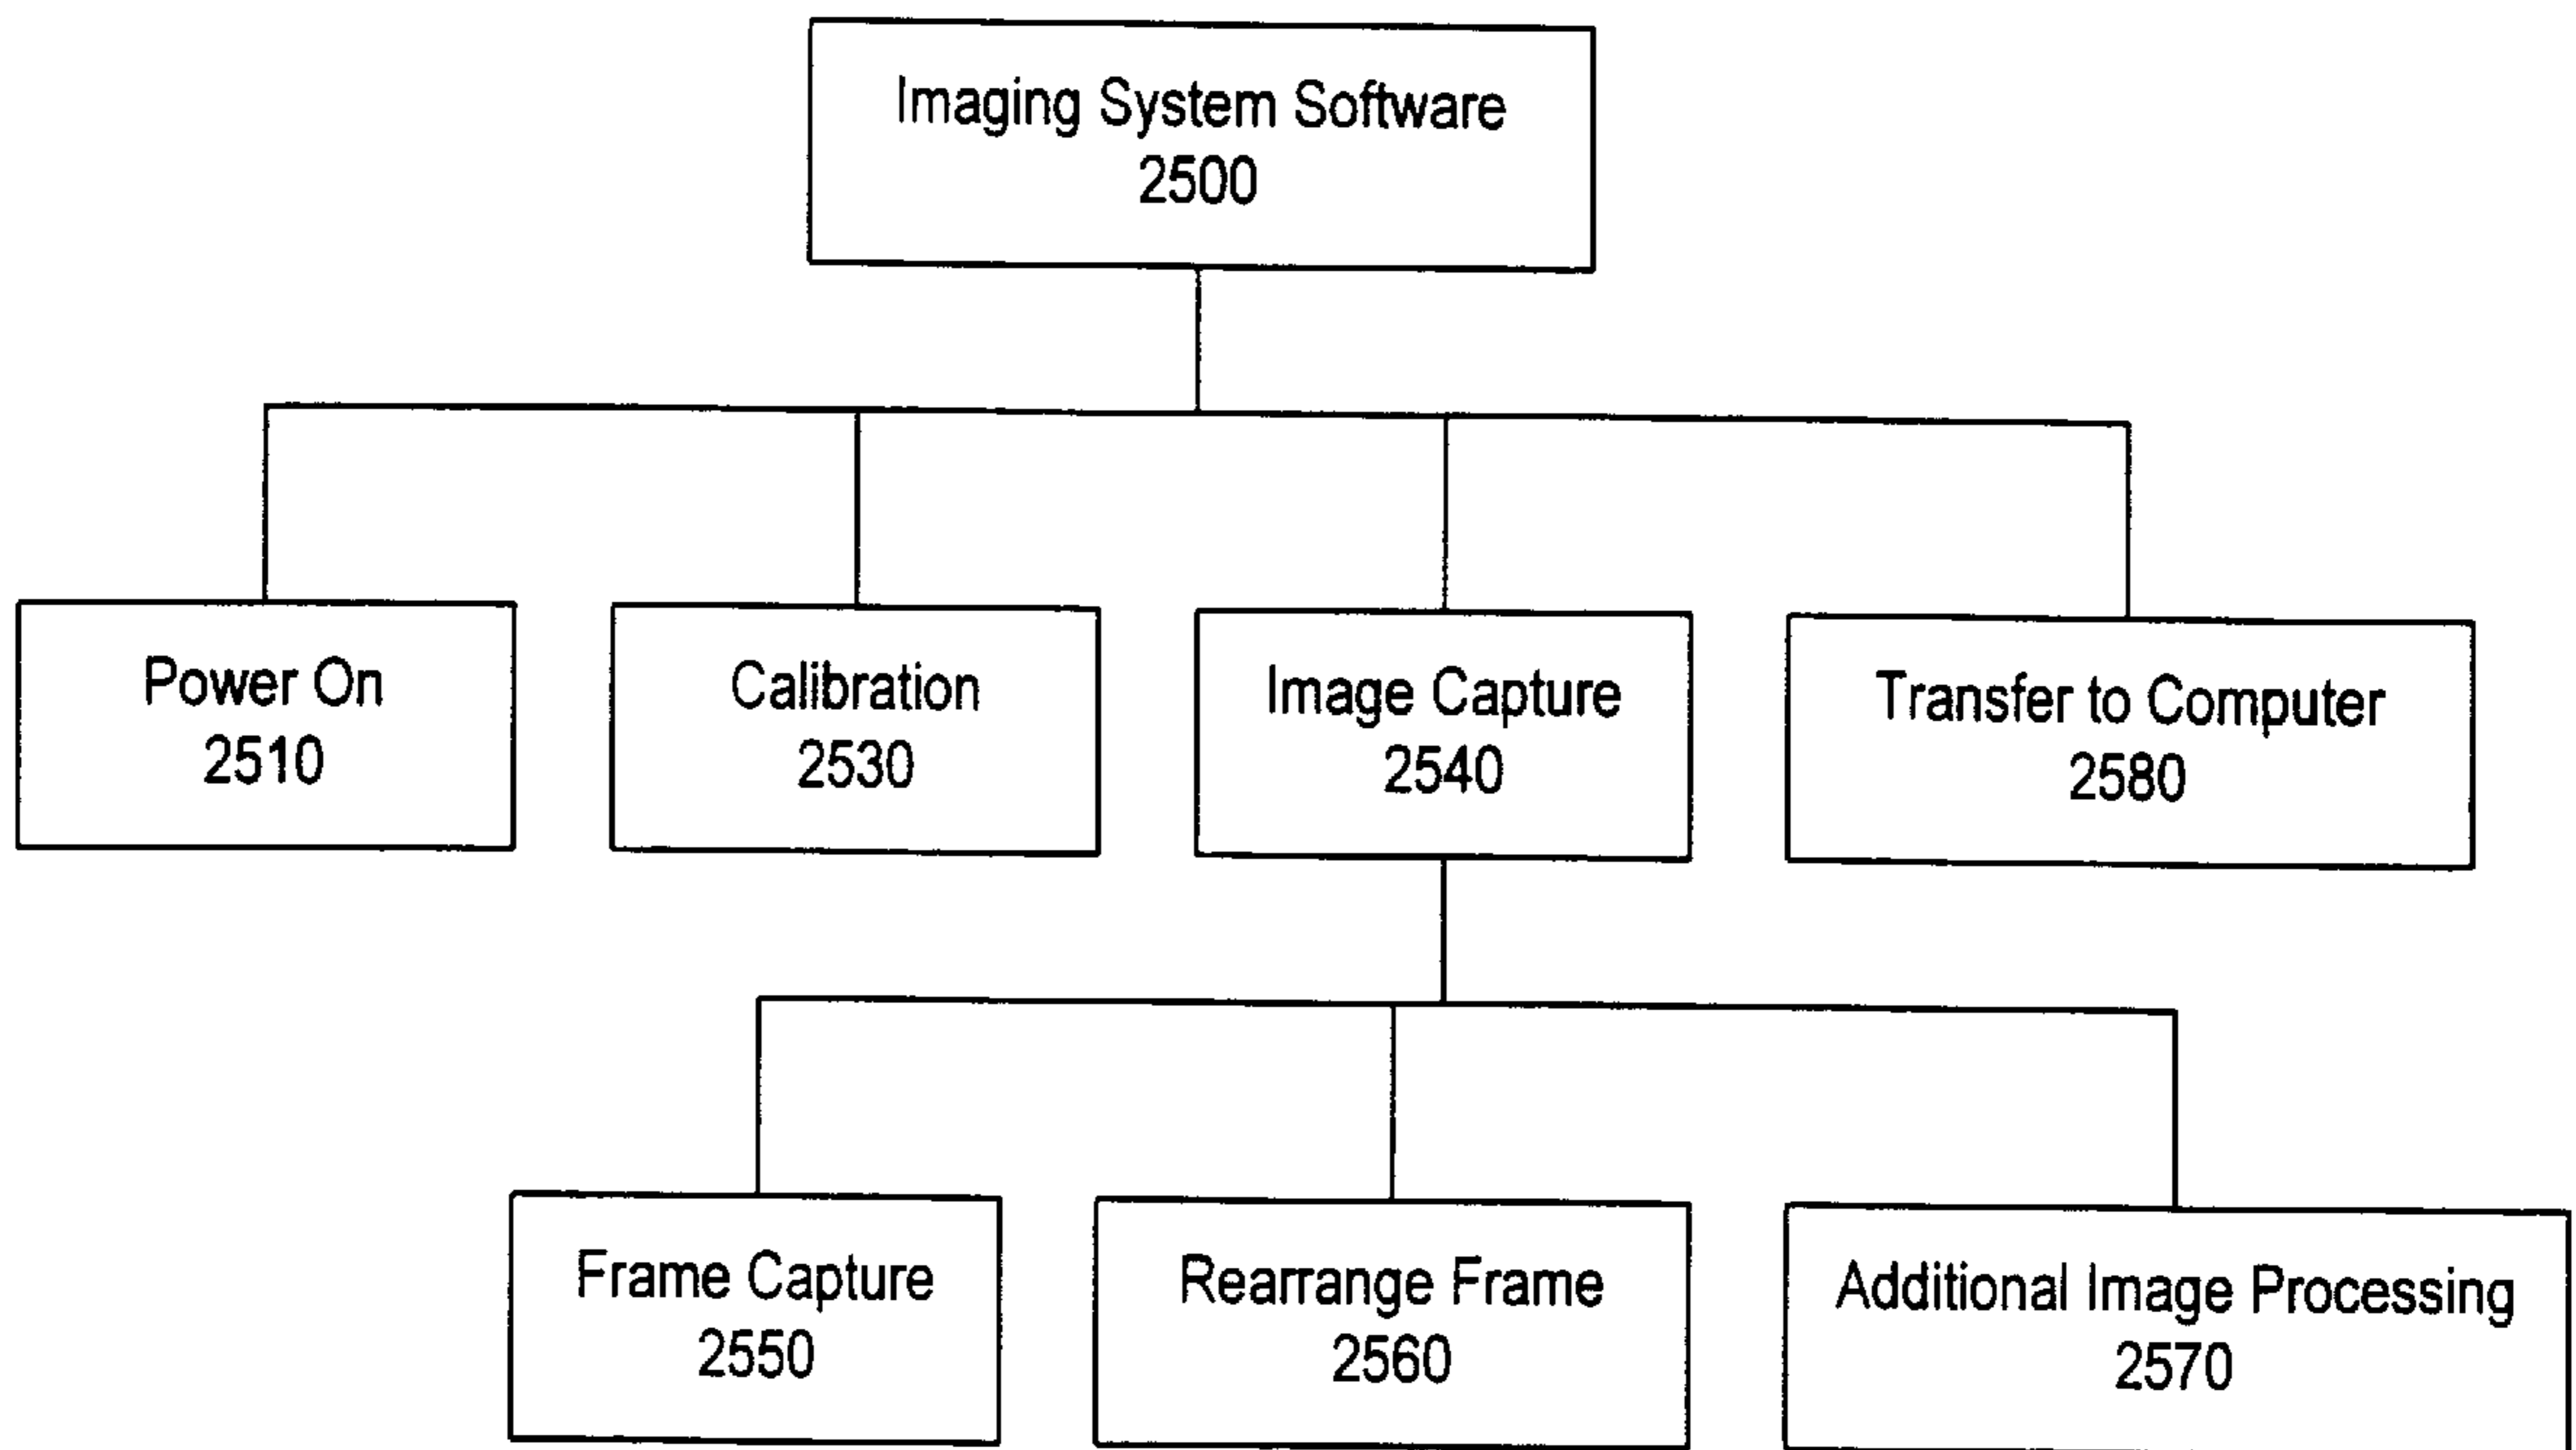 Imaging System Software
2500
Power On
2510
Calibration
2530
Image Capture
2540
Transfer to Computer
2580
Frame Capture
2550
Rearrange Frame
2560
Additional Image Processing
2570